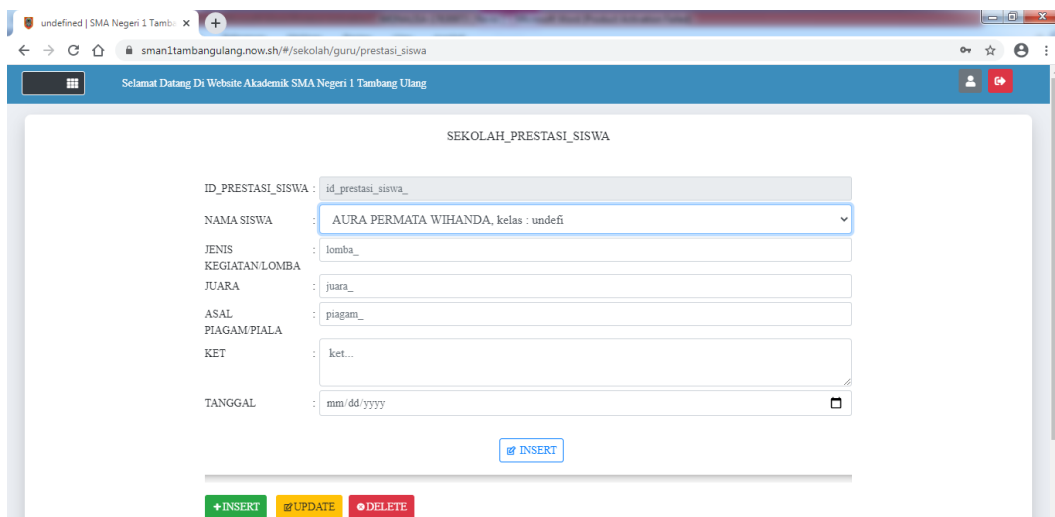 undefined | SMA Negeri 1 Tamba
sman1tambangulang.now.sh/#/sekolah/guru/prestasi_siswa
Selamat Datang Di Website Akademik SMA Negeri 1 Tambang Ulang
SEKOLAH_PRESTASI_SISWA
ID_PRESTASI_SISWA : id_prestasi_siswa_
NAMA SISWA : AURA PERMATA WIHANDA, kelas : undefi
JENIS : lomba_
KEGIATAN/LOMBA
JUARA : juara_
ASAL : piagam_
PIAGAM/PIALA
KET : ket...
TANGGAL : mm/dd/yyyy
INSERT
INSERT UPDATE DELETE